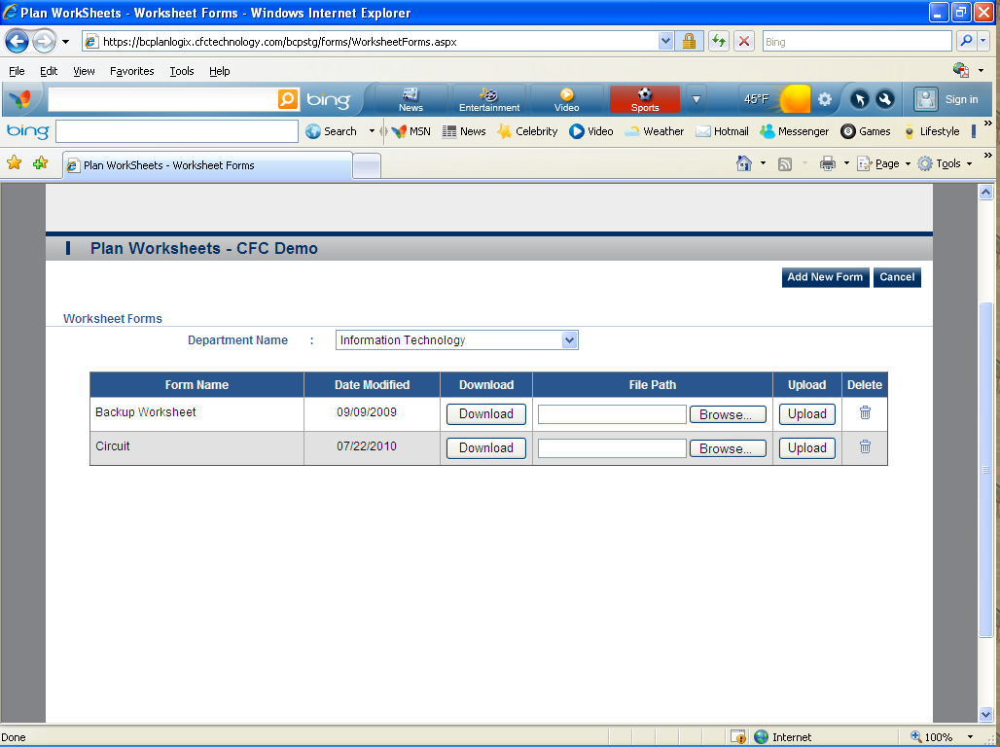 Plan WorkSheets - Worksheet Forms - Windows Internet Explorer
https://bcplanlogix.cfctechnology.com/bcpstg/forms/WorksheetForms.aspx
Bing
File Edit View Favorites Tools Help
bing News Entertainment Video Sports 45°F Sign in
bing Search MSN News Celebrity Video Weather Hotmail Messenger Games Lifestyle
Plan WorkSheets - Worksheet Forms Page Tools
Plan Worksheets - CFC Demo
Add New Form Cancel
Worksheet Forms
Department Name : Information Technology
Form Name Date Modified Download File Path Upload Delete
Backup Worksheet 09/09/2009 Download Browse... Upload
Circuit 07/22/2010 Download Browse... Upload
Done Internet 100%